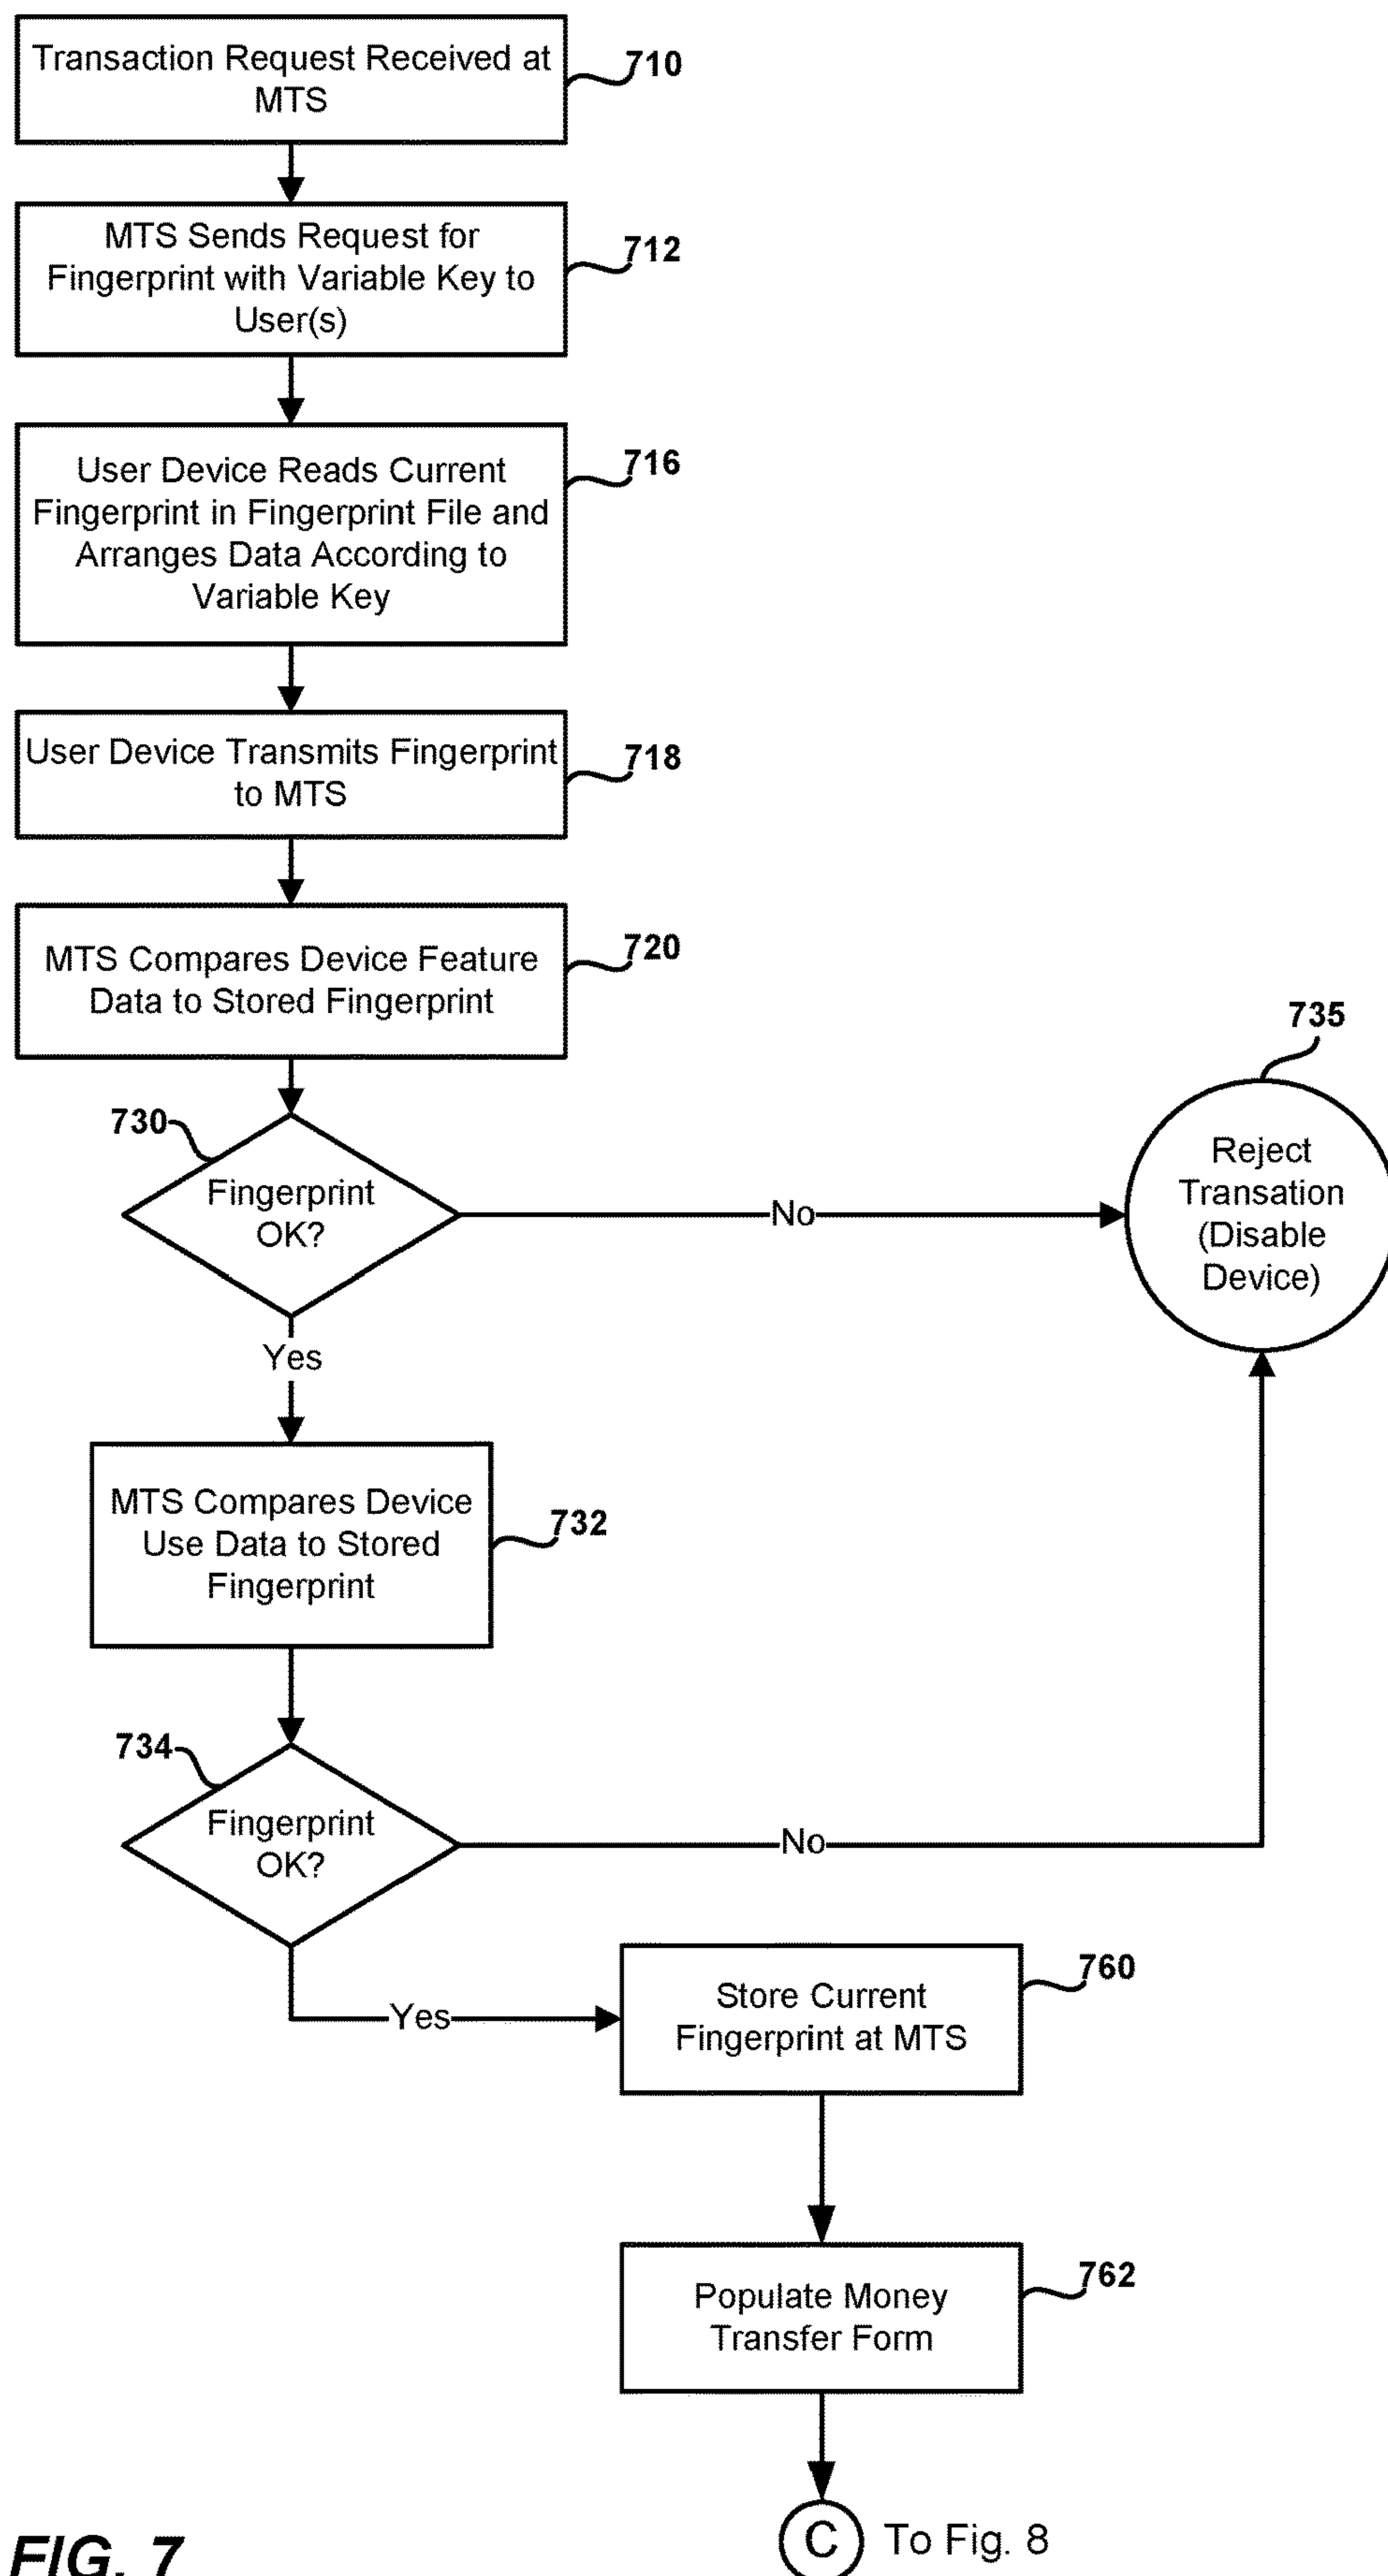 Transaction Request Received at
MTS
710
MTS Sends Request for
Fingerprint with Variable Key to
User(s)
712
User Device Reads Current
Fingerprint in Fingerprint File and
Arranges Data According to
Variable Key
716
User Device Transmits Fingerprint
to MTS
718
MTS Compares Device Feature
Data to Stored Fingerprint
720
730
Fingerprint
OK?
No
735
Reject
Transation
(Disable
Device)
Yes
MTS Compares Device
Use Data to Stored
Fingerprint
732
734
Fingerprint
OK?
No
Yes
Store Current
Fingerprint at MTS
760
Populate Money
Transfer Form
762
C To Fig. 8
FIG. 7